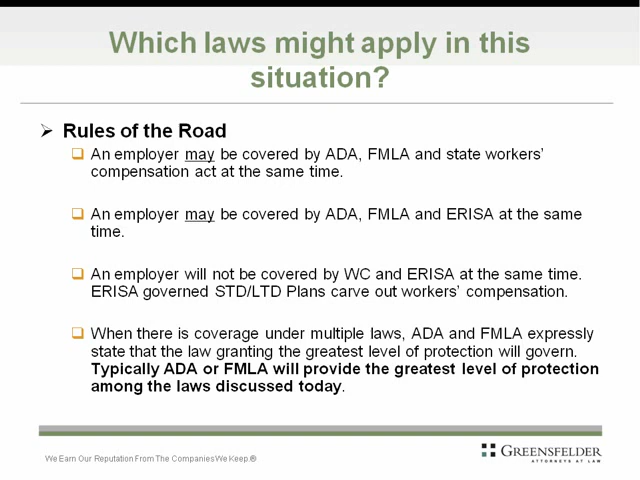 Which laws might apply in this
situation?
Rules of the Road
An employer may be covered by ADA, FMLA and state workers'
compensation act at the same time.
An employer may be covered by ADA, FMLA and ERISA at the same
time.
An employer will not be covered by WC and ERISA at the same time.
ERISA governed STD/LTD Plans carve out workers' compensation.
When there is coverage under multiple laws, ADA and FMLA expressly
state that the law granting the greatest level of protection will govern.
Typically ADA or FMLA will provide the greatest level of protection
among the laws discussed today.
We Earn Our Reputation From The Companies We Keep.®
GREENSFELDER
ATTORNEYS AT LAW